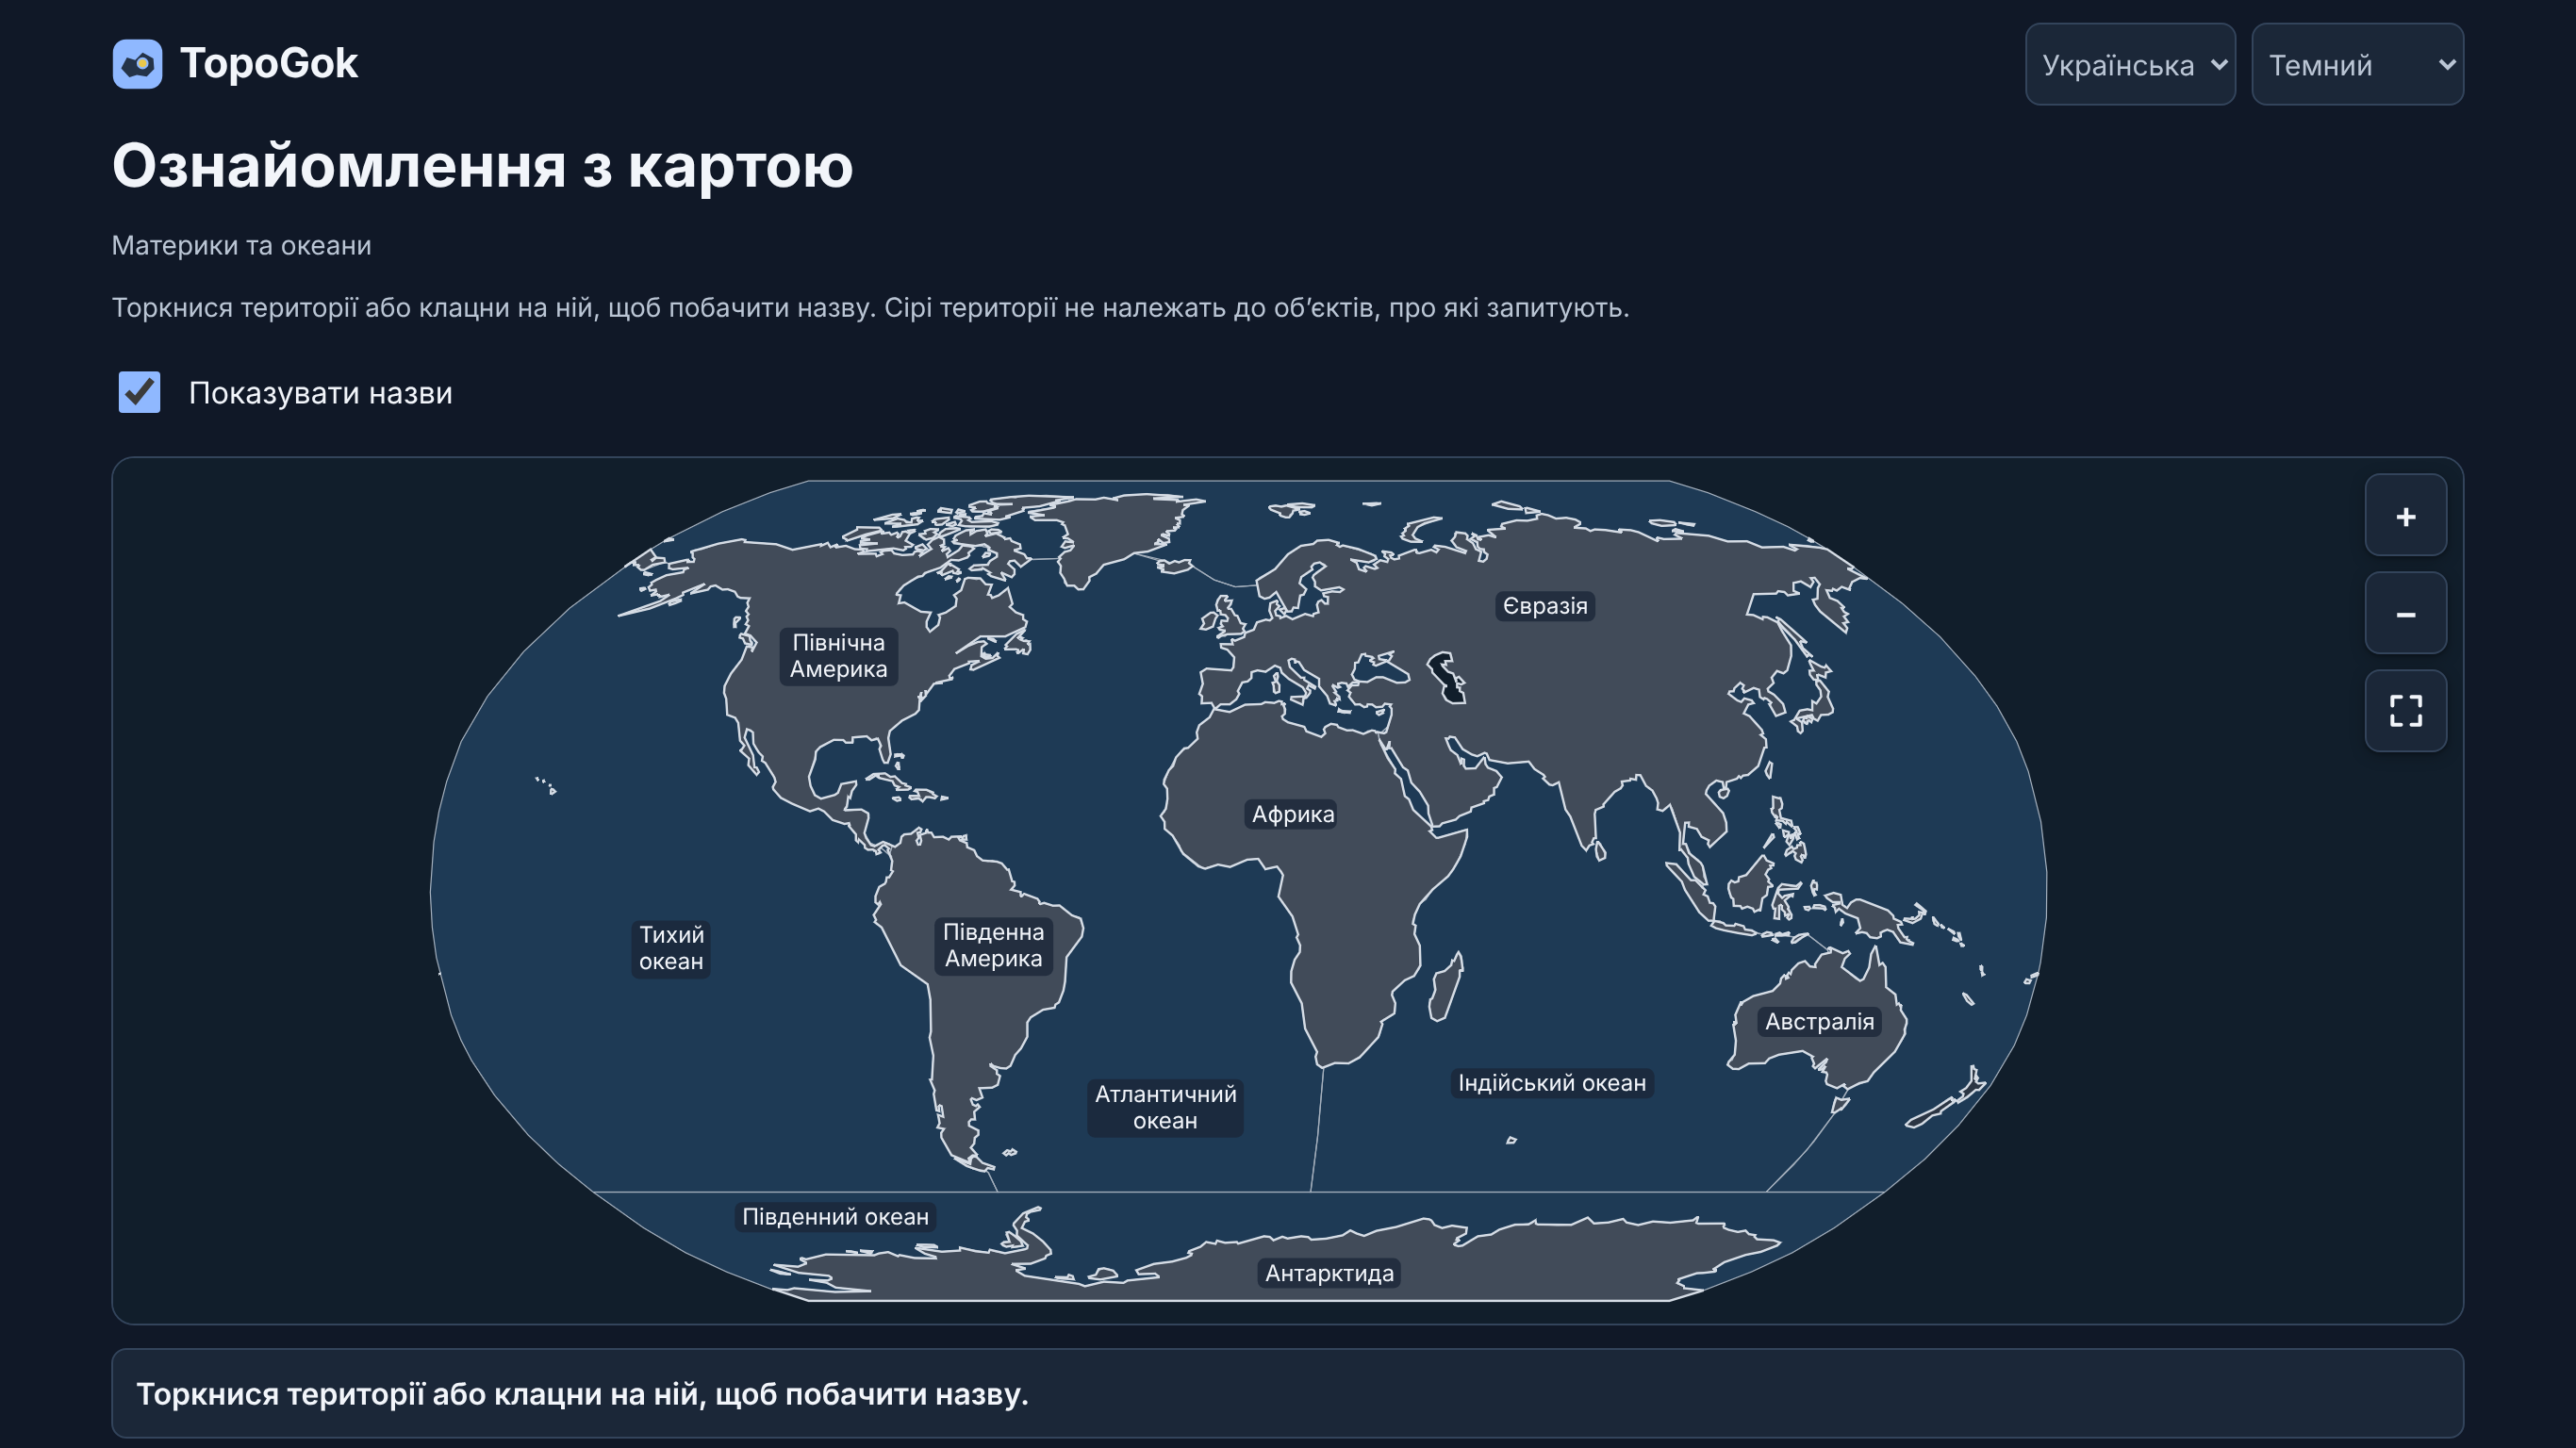 TopoGok
Українська
Темний
Ознайомлення з картою
Материки та океани
Торкнися території або клацни на ній, щоб побачити назву. Сірі території не належать до об’єктів, про які запитують.
Показувати назви
+
−
Євразія
Північна
Америка
Африка
Тихий
океан
Південна
Америка
Австралія
Індійський океан
Атлантичний
океан
Південний океан
Антарктида
Торкнися території або клацни на ній, щоб побачити назву.